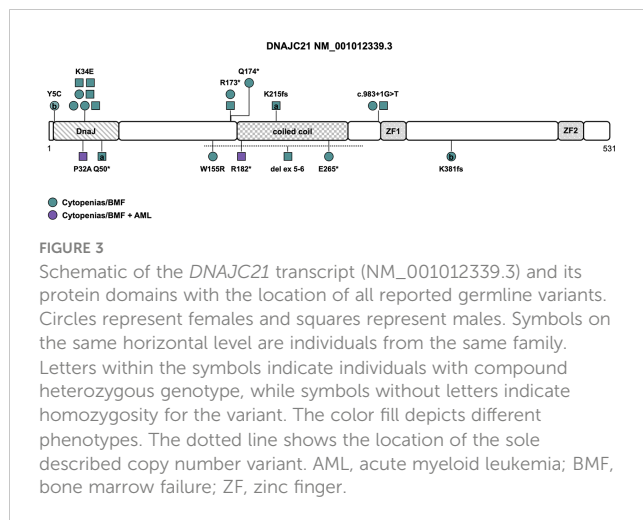 DNAJC21 NM_001012339.3
K34E
Q174*
Y5C
R173*
K215fs
c.983+1G>T
b
a
DnaJ
coiled coil
ZF1
ZF2
1
531
P32A Q50*
a
W155R
R182*
del ex 5-6
E265*
b
K381fs
Cytopenias/BMF
Cytopenias/BMF + AML
FIGURE 3
Schematic of the DNAJC21 transcript (NM_001012339.3) and its
protein domains with the location of all reported germline variants.
Circles represent females and squares represent males. Symbols on
the same horizontal level are individuals from the same family.
Letters within the symbols indicate individuals with compound
heterozygous genotype, while symbols without letters indicate
homozygosity for the variant. The color fill depicts different
phenotypes. The dotted line shows the location of the sole
described copy number variant. AML, acute myeloid leukemia; BMF,
bone marrow failure; ZF, zinc finger.